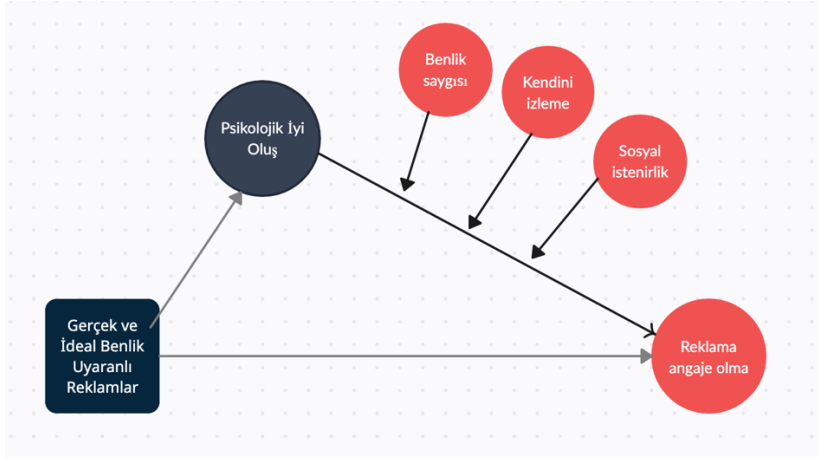 Benlik
saygısı
Kendini
izleme
Psikolojik İyi
Oluş
Sosyal
istenirlik
Gerçek ve
İdeal Benlik
Uyaranlı
Reklamlar
Reklama
angaje olma